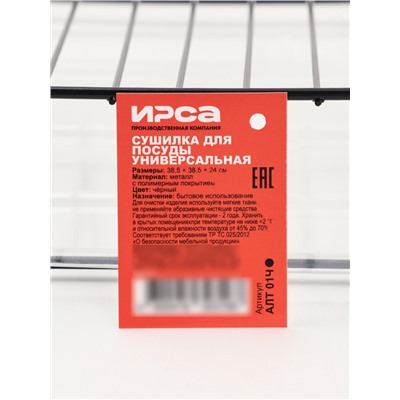 ИРСА
ПРОИЗВОДСТВЕННАЯ КОМПАНИЯ
СУШИЛКА ДЛЯ
ПОСУДЫ
УНИВЕРСАЛЬНАЯ
Размеры: 38,5 × 38,5 × 24 см
Материал: металл
с полимерным покрытием
Цвет: чёрный
Назначение: бытовое использование
Для очистки изделия используйте мягкие ткани,
не применяйте абразивные чистящие средства
Гарантийный срок эксплуатации - 2 года. Хранить
в крытых помещениях при температуре не ниже +2 °С
и относительной влажности воздуха от 45% до 70%
Соответствует требованиям ТР ТС 025/2012
«О безопасности мебельной продукции»
ЕАС
Артикул
АЛТ 01Ч